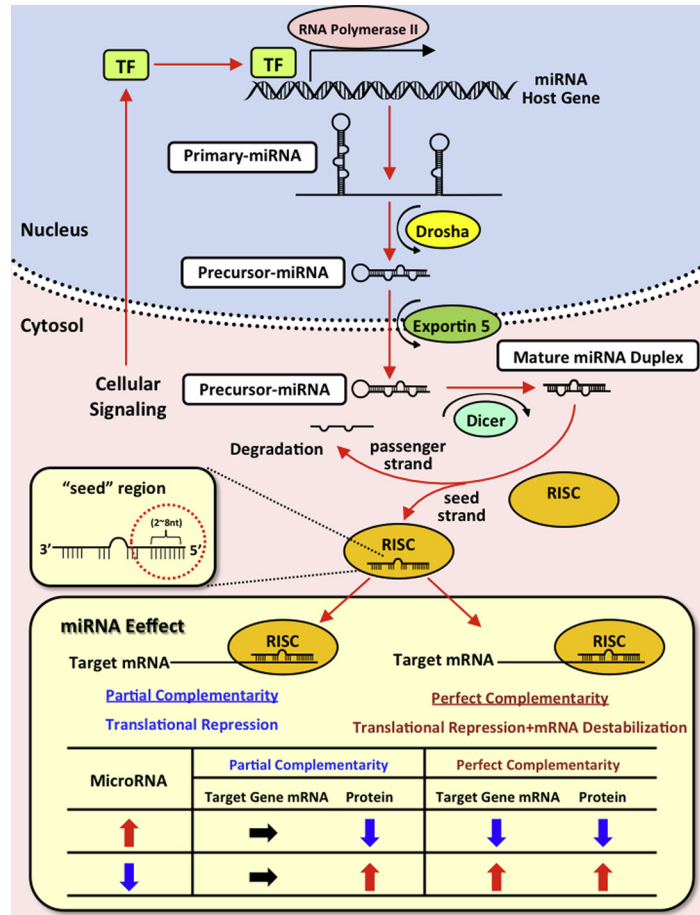 RNA Polymerase II
TF
TF
miRNA
Host Gene
Primary-miRNA
Nucleus
Drosha
Precursor-miRNA
Cytosol
Exportin 5
Mature miRNA Duplex
Cellular
Signaling
Precursor-miRNA
Dicer
Degradation
passenger
strand
“seed” region
(2~8nt)
3’
5’
seed
strand
RISC
RISC
miRNA Eeffect
RISC
Target mRNA
RISC
Target mRNA
Partial Complementarity
Translational Repression
Perfect Complementarity
Translational Repression+mRNA Destabilization
MicroRNA
Partial Complementarity
Perfect Complementarity
Target Gene mRNA
Protein
Target Gene mRNA
Protein